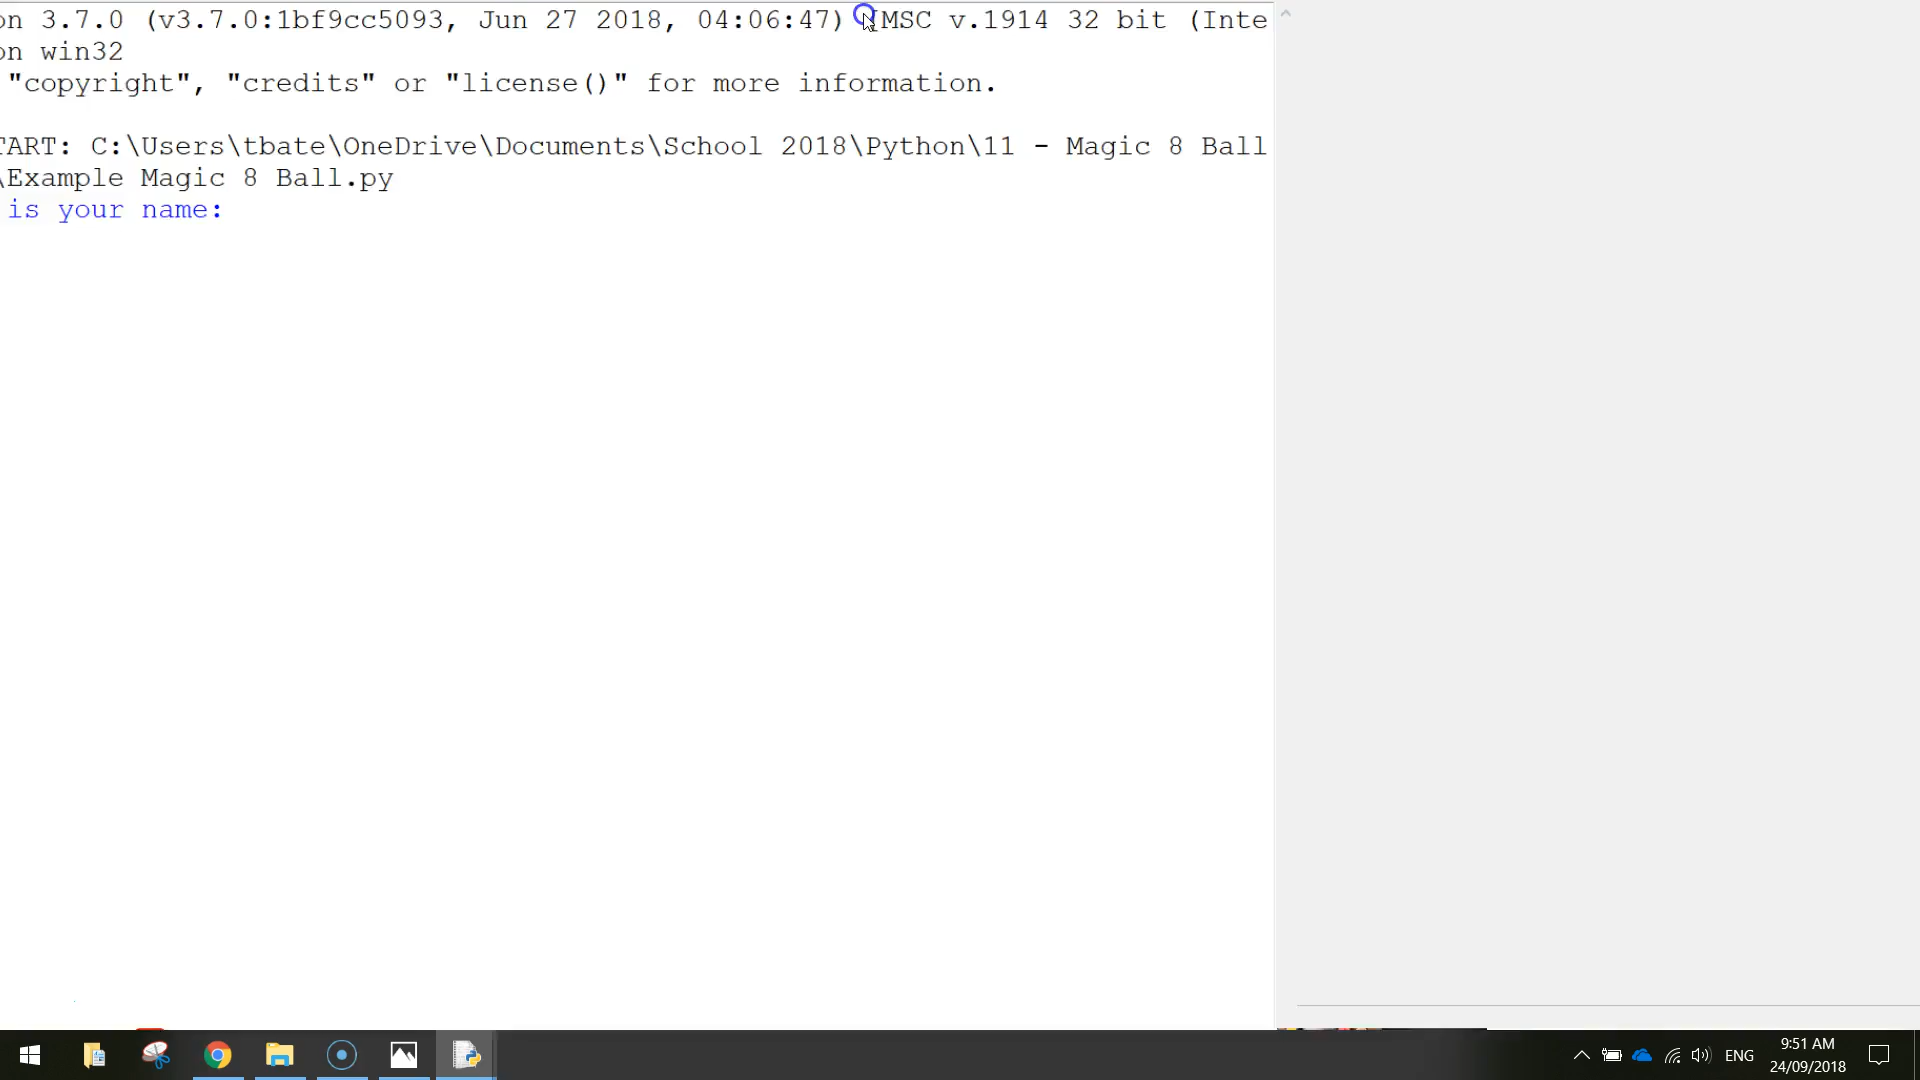 on 3.7.0 (v3.7.0:1bf9cc5093, Jun 27 2018, 04:06:47) [MSC v.1914 32 bit (Inte
on win32
"copyright", "credits" or "license()" for more information.
TART: C:\Users\tbate\OneDrive\Documents\School 2018\Python\11 - Magic 8 Ball
\Example Magic 8 Ball.py
is your name:
ENG
9:51 AM
24/09/2018